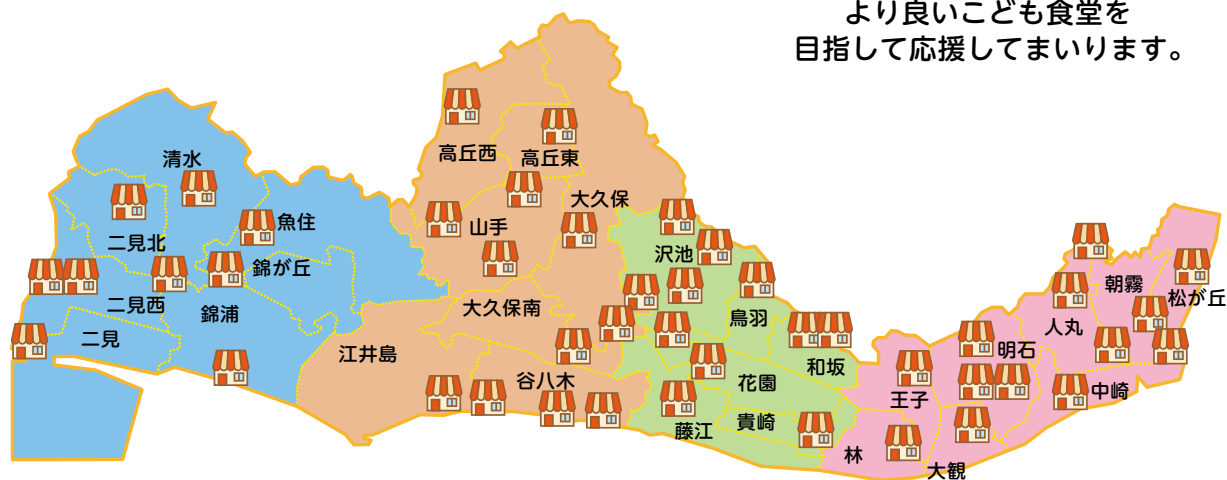 より良いこども食堂を
目指して応援してまいります。
清水
魚住
二見北
錦が丘
二見西
錦浦
二見
高丘西
高丘東
大久保
山手
大久保南
江井島
谷八木
沢池
鳥羽
和坂
花園
貴崎
藤江
朝霧
松が丘
人丸
明石
中崎
王子
林
大観